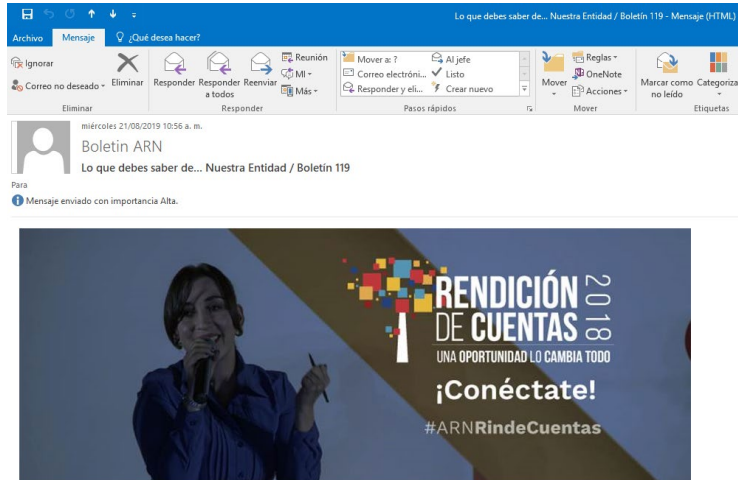 Lo que debes saber de... Nuestra Entidad / Boletín 119 - Mensaje (HTML)
Archivo Mensaje ¿Qué desea hacer?
Ignorar
Correo no deseado
Eliminar
Responder
Responder a todos
Reenviar
Reunión
MI
Más
Mover a: ?
Correo electróni...
Responder y eli...
Al jefe
Listo
Crear nuevo
Mover
Reglas
OneNote
Acciones
Marcar como no leído
Categoriza
Eliminar Responder Pasos rápidos Mover Etiquetas
miércoles 21/08/2019 10:56 a. m.
Boletin ARN
Lo que debes saber de... Nuestra Entidad / Boletín 119
Para
Mensaje enviado con importancia Alta.
RENDICIÓN
DE CUENTAS
2018
UNA OPORTUNIDAD LO CAMBIA TODO
¡Conéctate!
#ARNRindeCuentas